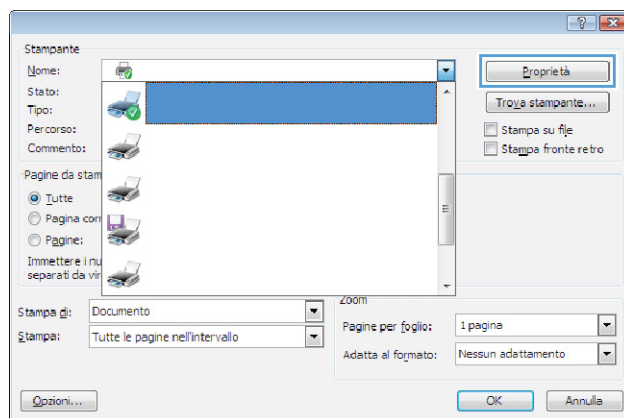 Stampante
Nome:
Proprietà
Stato:
Tipo:
Trova stampante...
Percorso:
Stampa su file
Commento:
Stampa fronte retro
Pagine da stam
Tutte
Pagina corr
Pagine:
Immettere i nu
separati da vir
Zoom
Stampa di: Documento
Pagine per foglio: 1 pagina
Stampa: Tutte le pagine nell'intervallo
Adatta al formato: Nessun adattamento
Opzioni...
OK
Annulla